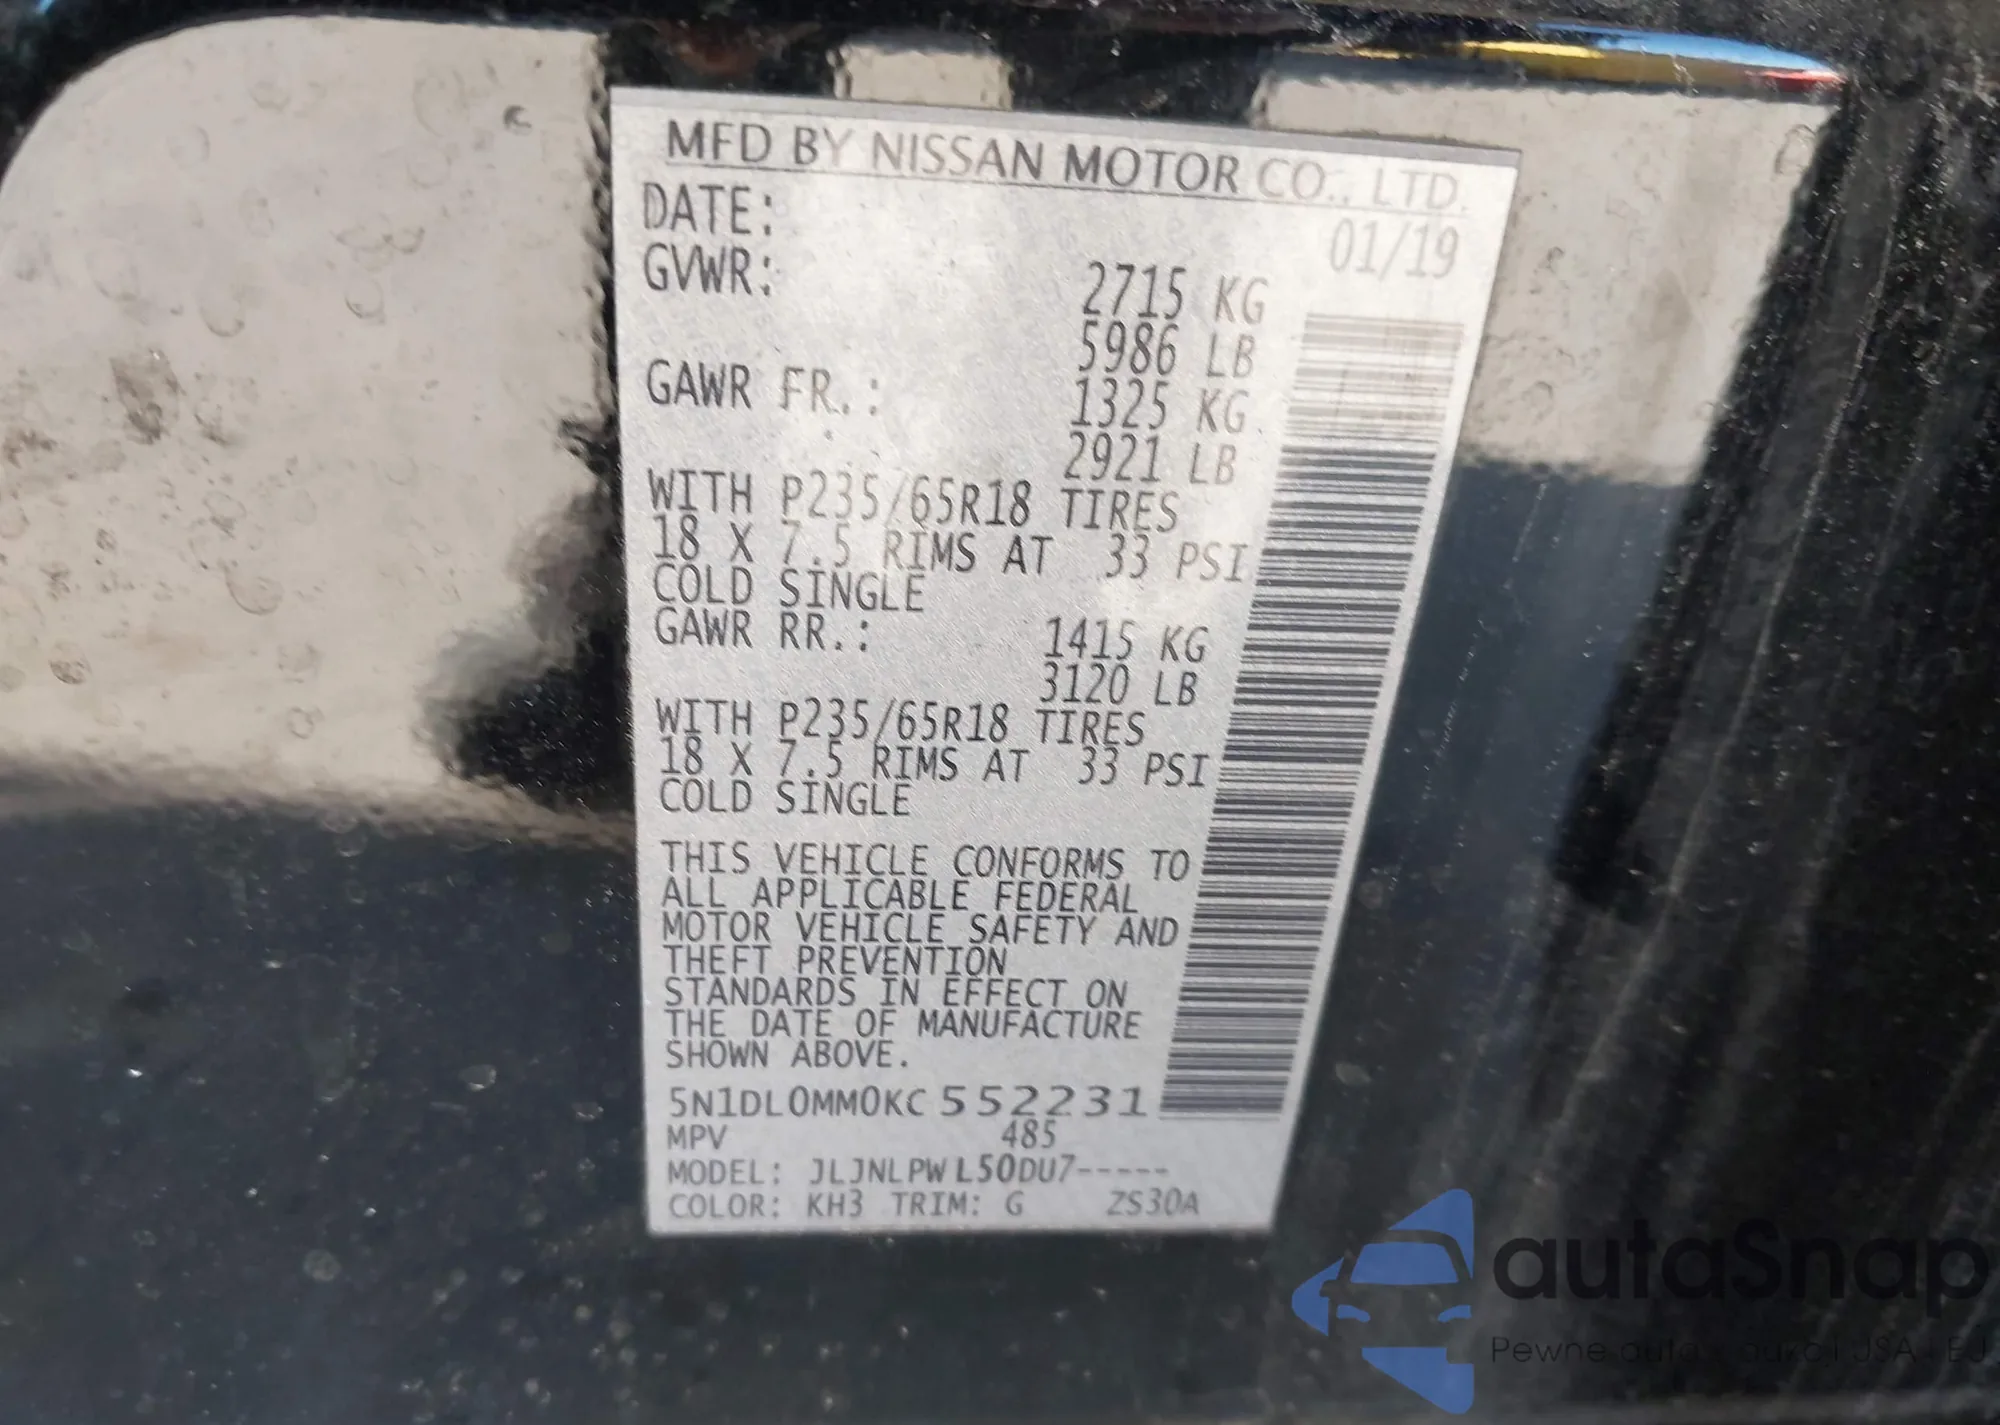 MFD BY NISSAN MOTOR CO., LTD.
DATE: 01/19
GVWR: 2715 KG
5986 LB
GAWR FR.: 1325 KG
2921 LB
WITH P235/65R18 TIRES
18 X 7.5 RIMS AT 33 PSI
COLD SINGLE
GAWR RR.: 1415 KG
3120 LB
WITH P235/65R18 TIRES
18 X 7.5 RIMS AT 33 PSI
COLD SINGLE
THIS VEHICLE CONFORMS TO
ALL APPLICABLE FEDERAL
MOTOR VEHICLE SAFETY AND
THEFT PREVENTION
STANDARDS IN EFFECT ON
THE DATE OF MANUFACTURE
SHOWN ABOVE.
5N1DL0MM0KC552231
MPV 485
MODEL: JLJNLPWL50DU7-----
COLOR: KH3 TRIM: G ZS30A
autaSnap
Pewne auta